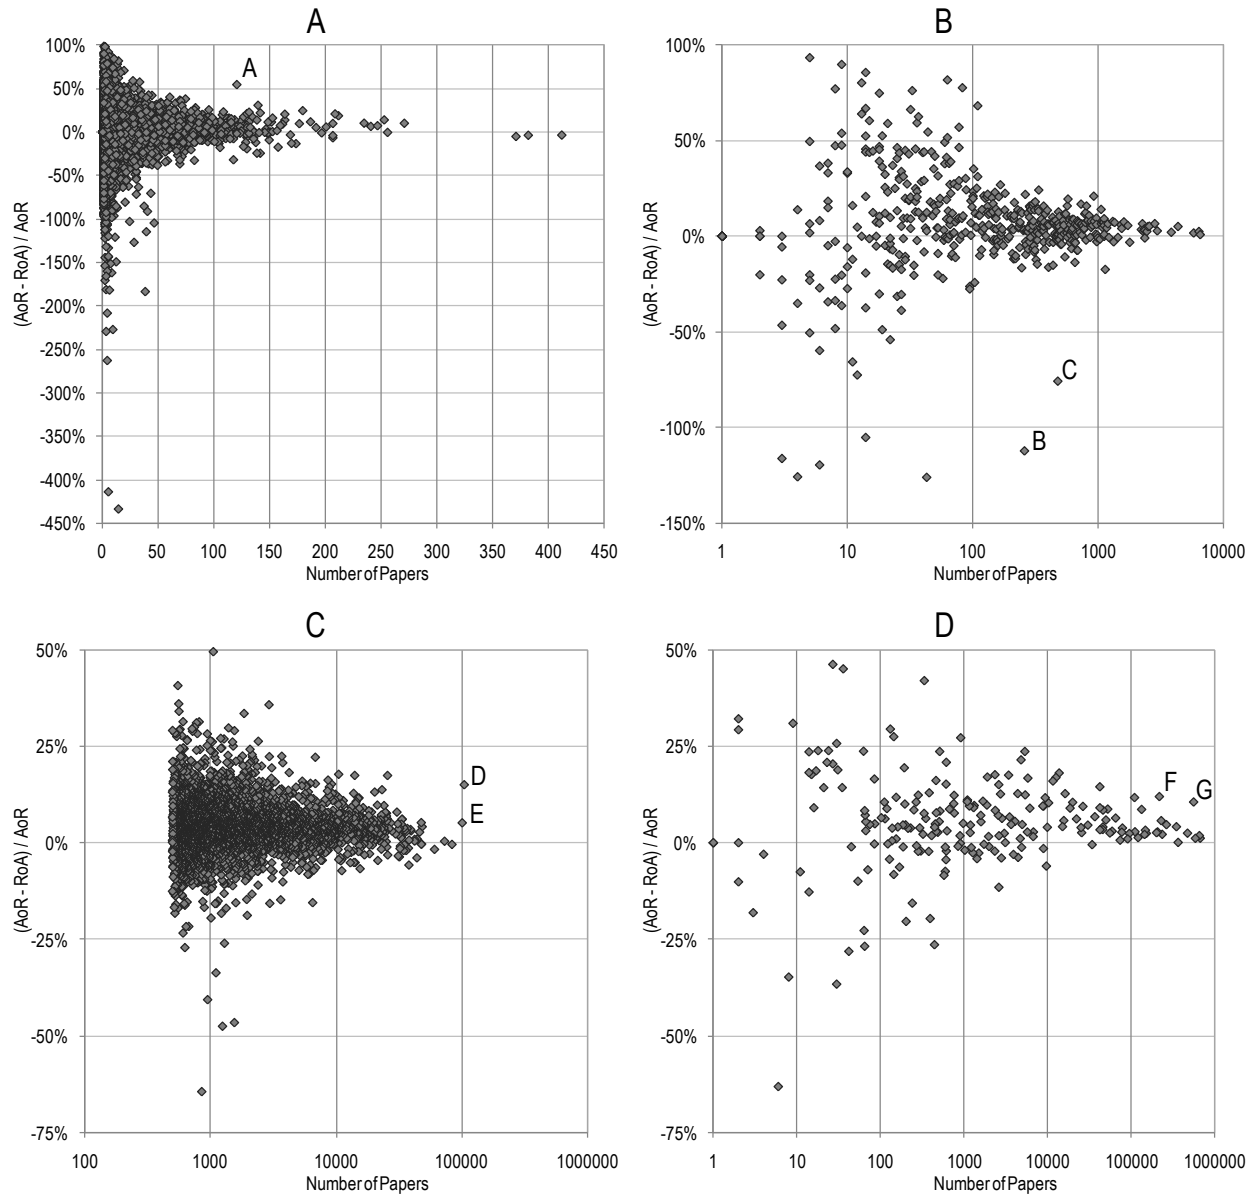 A
100%
50%
0%
-50%
-100%
-150%
-200%
-250%
-300%
-350%
-400%
-450%
(AoR - RoA) / AoR
A
0 50 100 150 200 250 300 350 400 450
Number of Papers
B
100%
50%
0%
-50%
-100%
-150%
(AoR - RoA) / AoR
C
B
1 10 100 1000 10000
Number of Papers
C
50%
25%
0%
-25%
-50%
-75%
(AoR - RoA) / AoR
D
E
100 1000 10000 100000 1000000
Number of Papers
D
50%
25%
0%
-25%
-50%
-75%
(AoR - RoA) / AoR
F
G
1 10 100 1000 10000 100000 1000000
Number of Papers